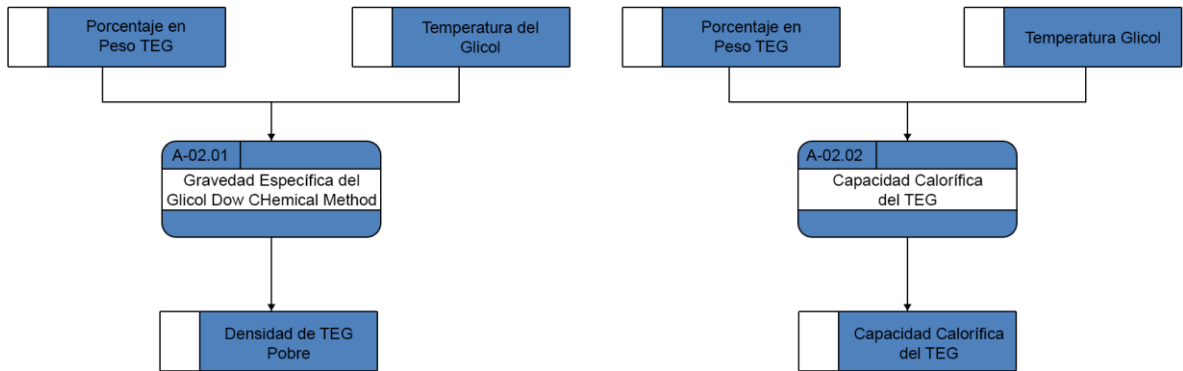 Porcentaje en
Peso TEG
Temperatura del
Glicol
A-02.01
Gravedad Específica del
Glicol Dow CHemical Method
Densidad de TEG
Pobre
Porcentaje en
Peso TEG
Temperatura Glicol
A-02.02
Capacidad Calorífica
del TEG
Capacidad Calorífica
del TEG